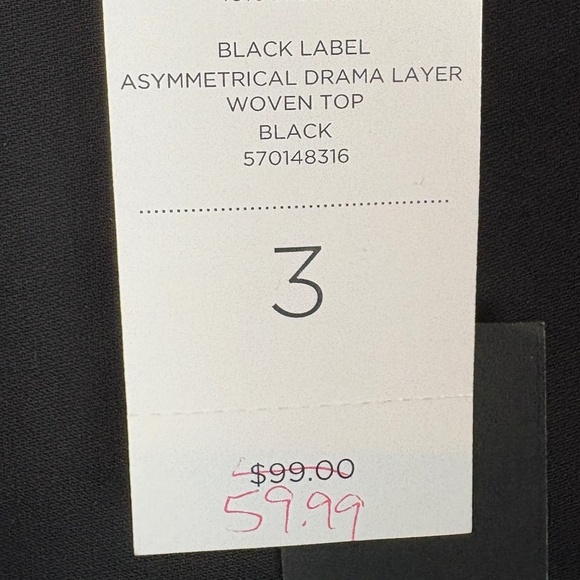 BLACK LABEL
ASYMMETRICAL DRAMA LAYER
WOVEN TOP
BLACK
570148316
3
$99.00
59.99